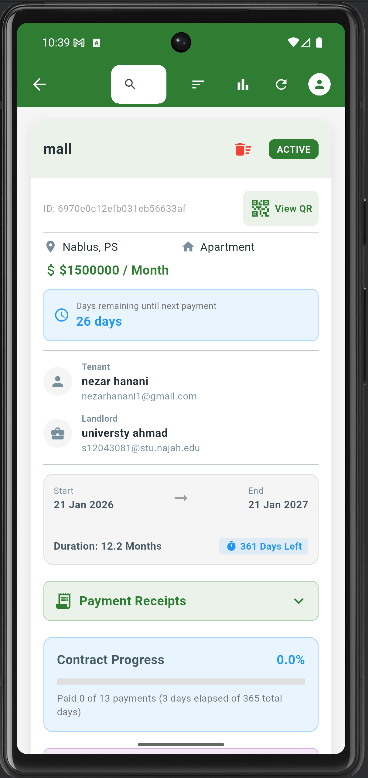 10:39
mall
ACTIVE
ID: 6970e0c12efb031eb56633af
View QR
Nablus, PS
Apartment
$ $1500000 / Month
Days remaining until next payment
26 days
Tenant
nezar hanani
nezarhanani1@gmail.com
Landlord
universty ahmad
s12043081@stu.najah.edu
Start
End
21 Jan 2026
21 Jan 2027
Duration: 12.2 Months
361 Days Left
Payment Receipts
Contract Progress
0.0%
Paid 0 of 13 payments (3 days elapsed of 365 total
days)